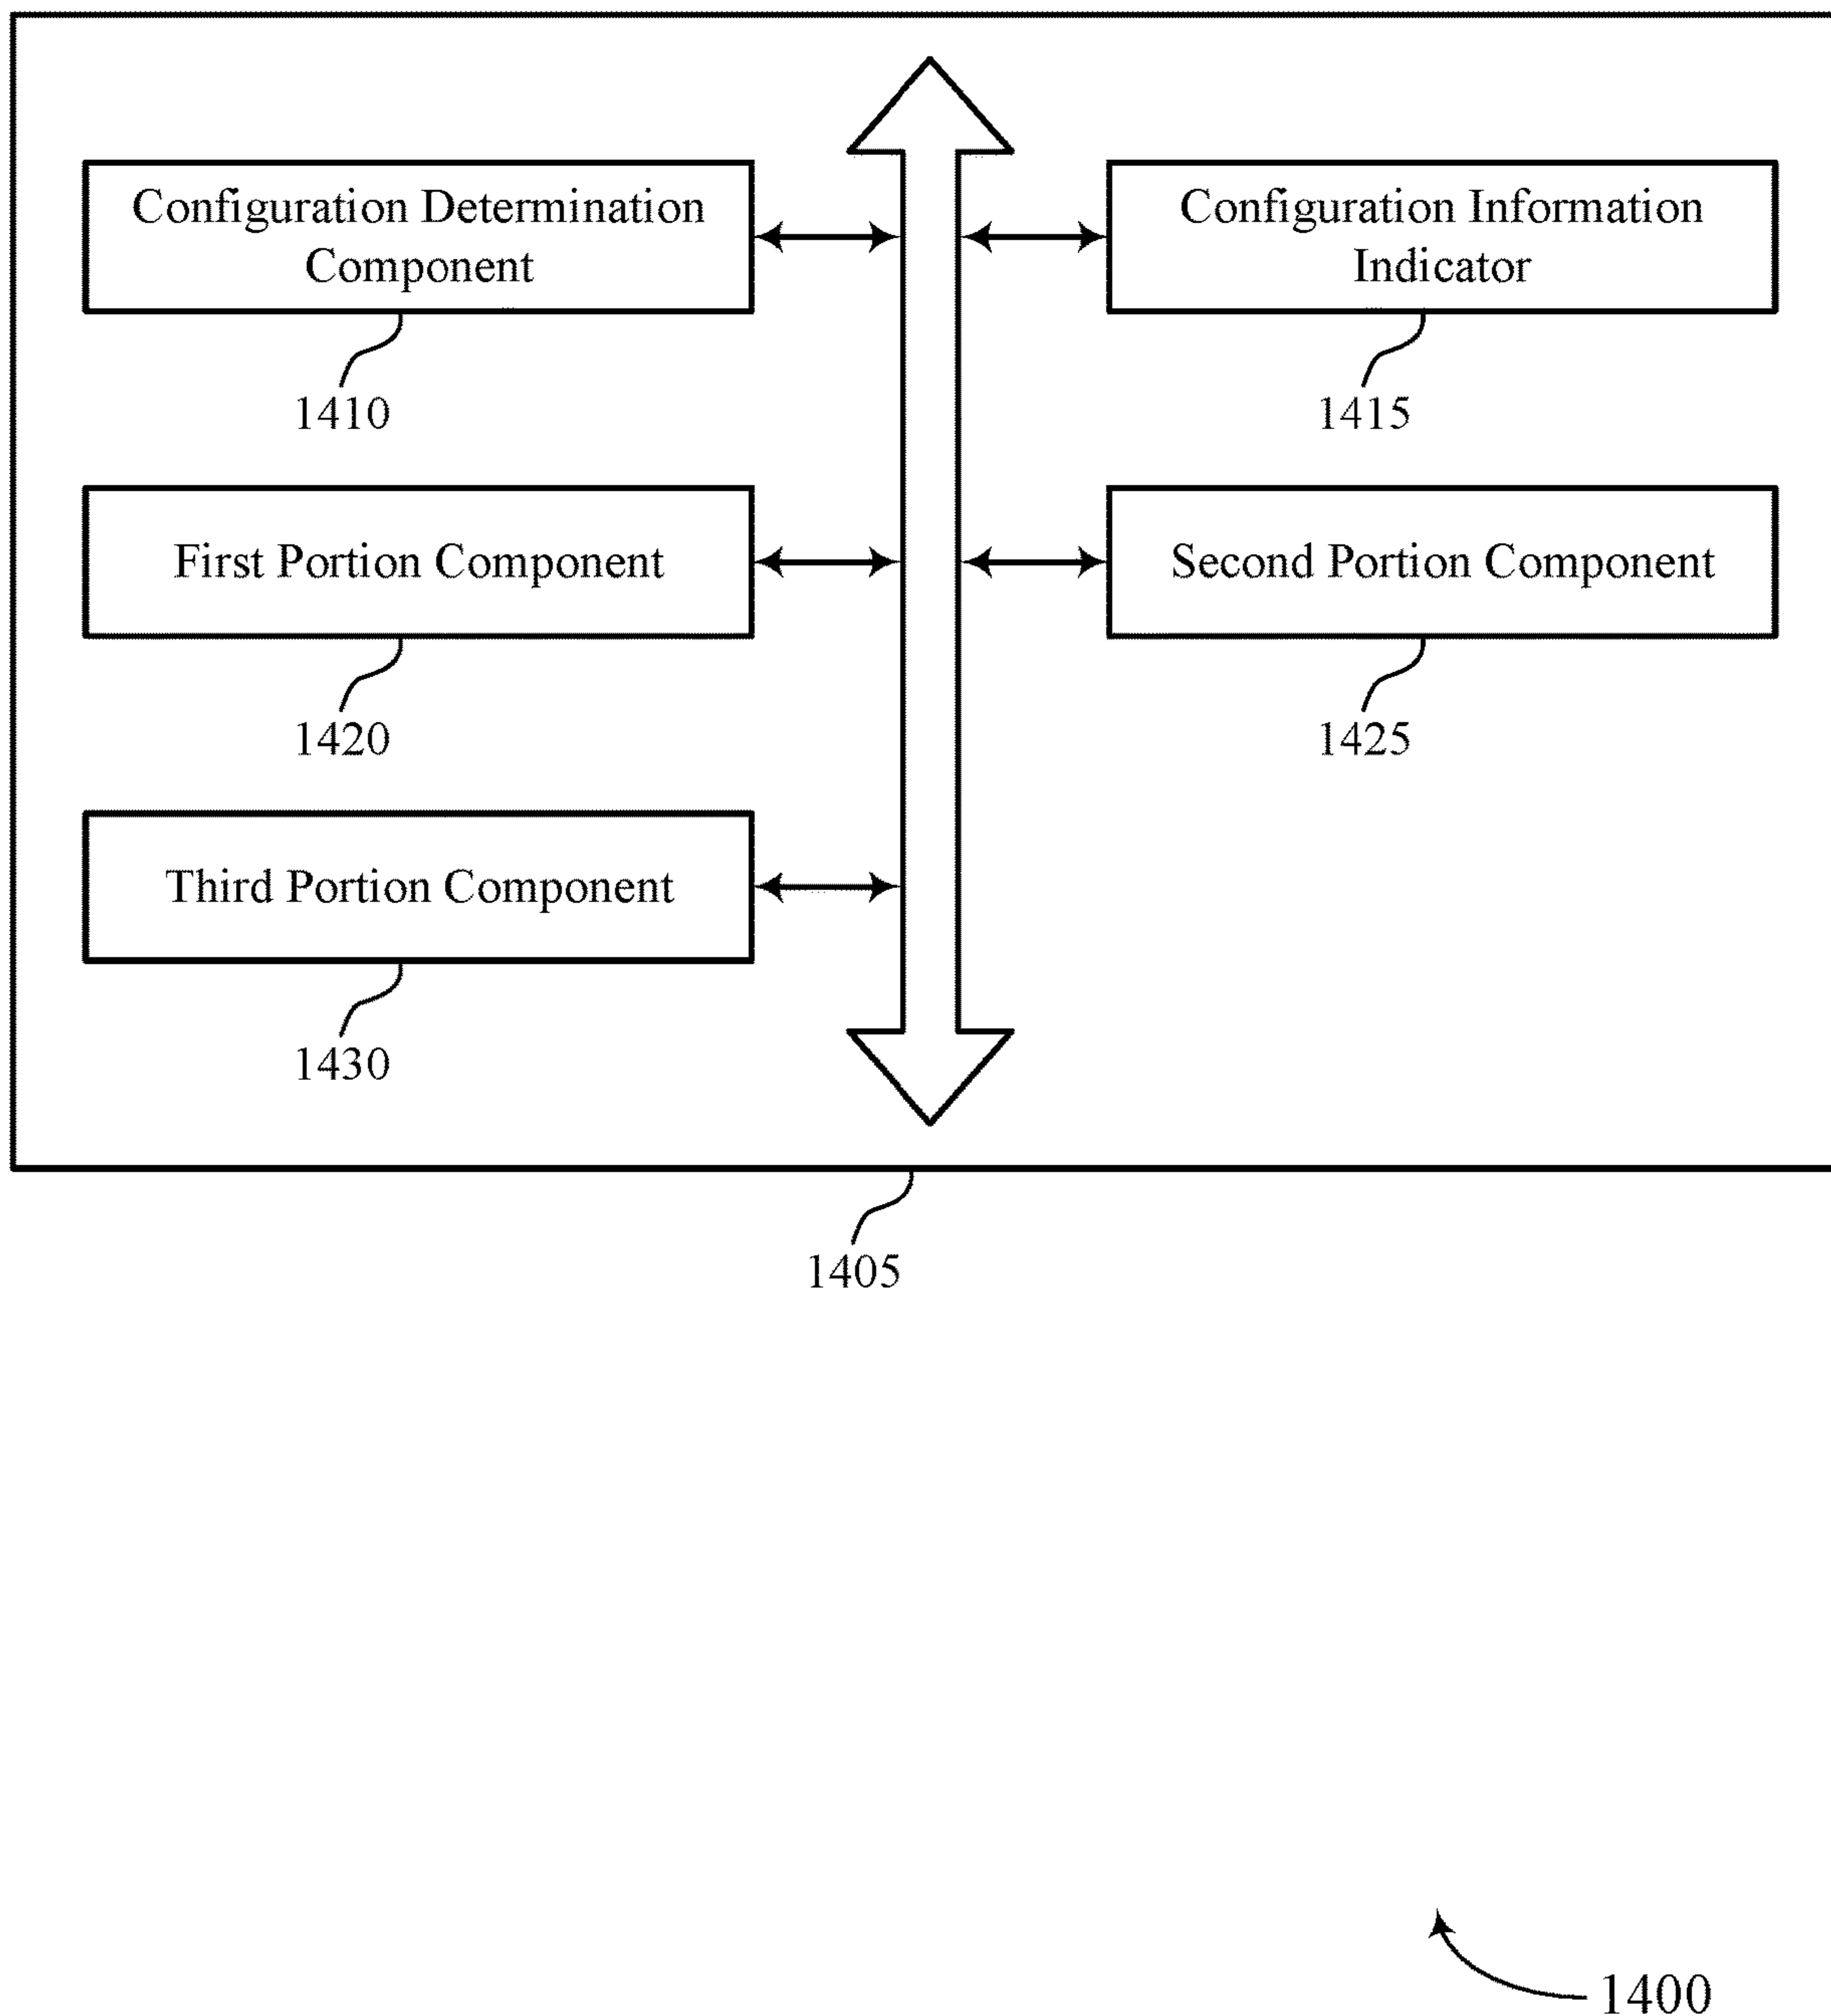 Configuration Determination
Component
1410
Configuration Information
Indicator
1415
First Portion Component
1420
Second Portion Component
1425
Third Portion Component
1430
1405
1400